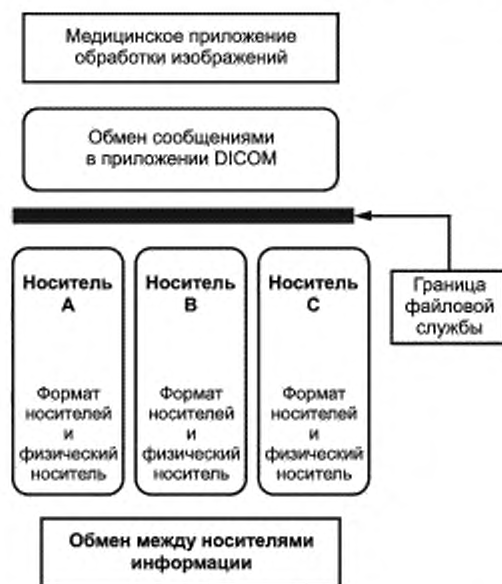 Медицинское приложение
обработки изображений
Обмен сообщениями
в приложении DICOM
Носитель
А
Формат
носителей
и
физический
носитель
Носитель
В
Формат
носителей
и
физический
носитель
Носитель
С
Формат
носителей
и
физический
носитель
Граница
файловой
службы
Обмен между носителями
информации